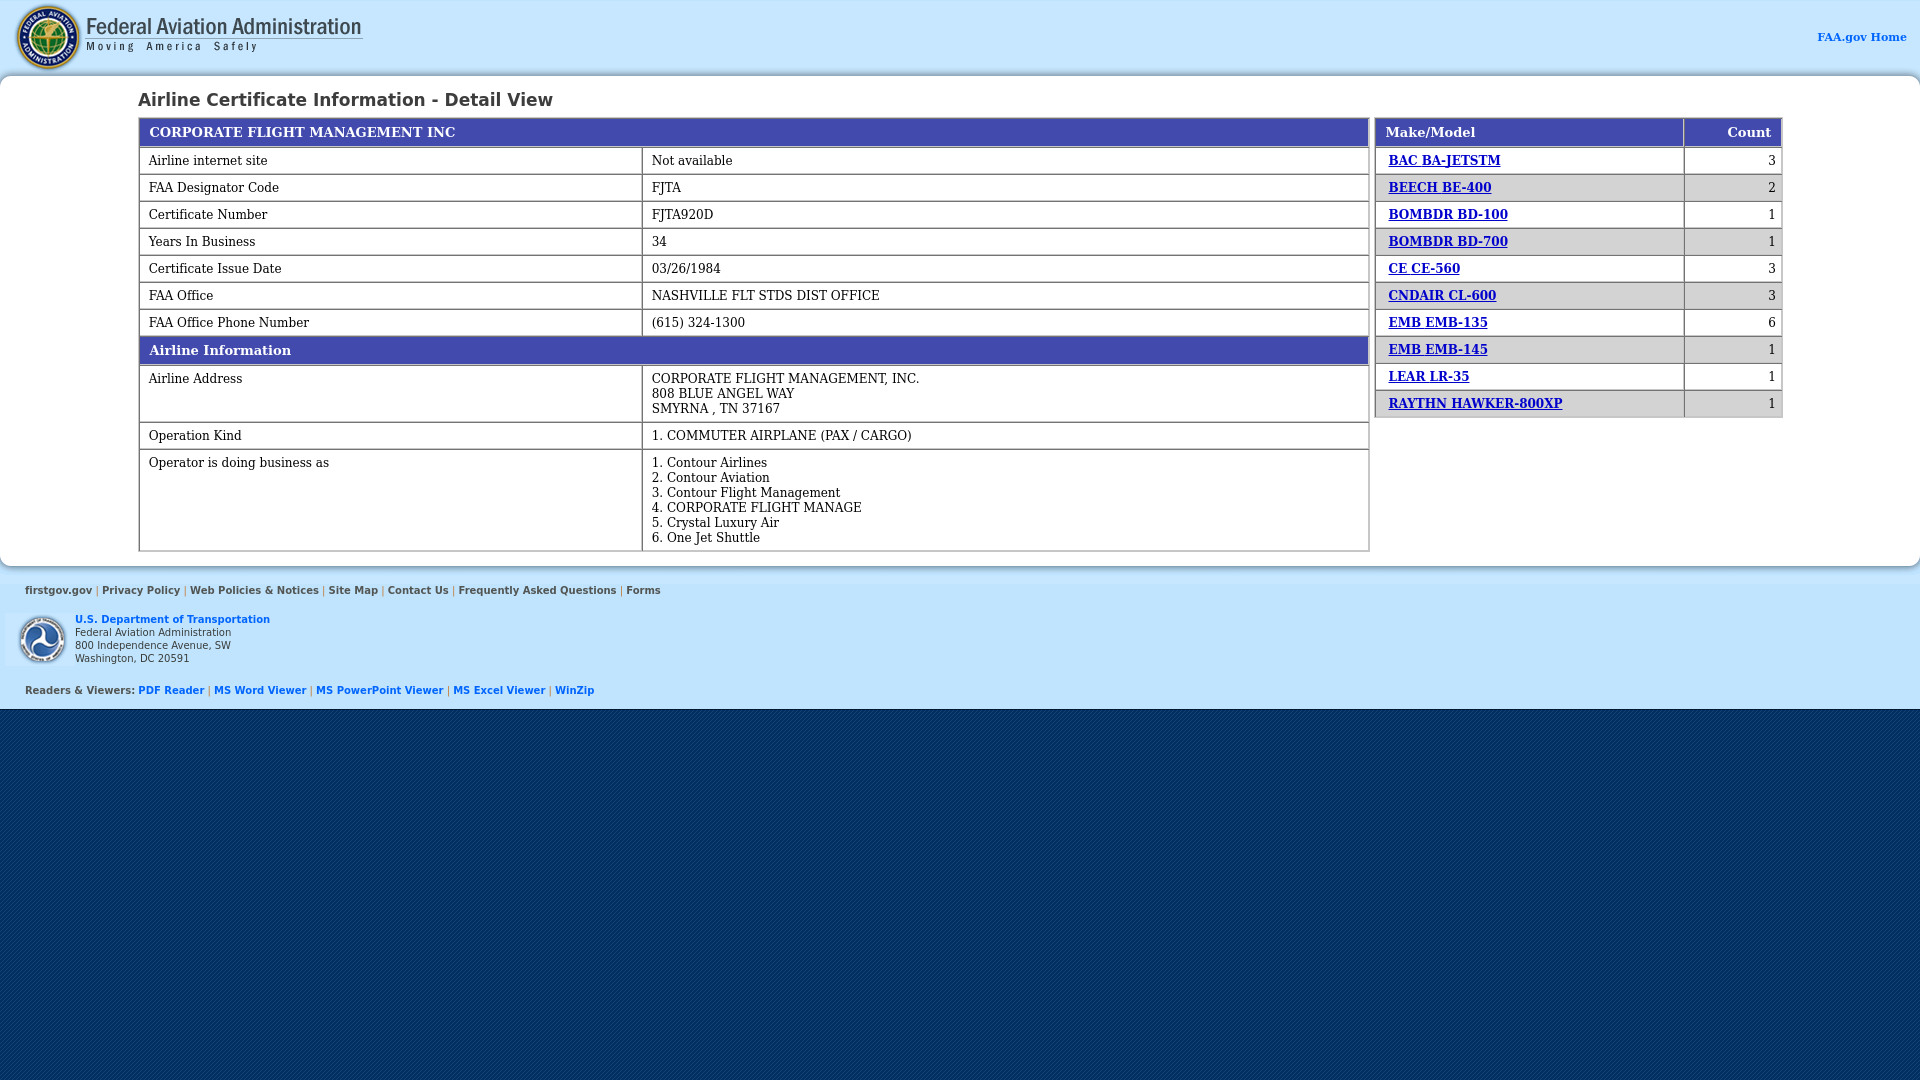 Federal Aviation Administration
Moving America Safely
FAA.gov Home
Airline Certificate Information - Detail View
CORPORATE FLIGHT MANAGEMENT INC
Airline internet site Not available
FAA Designator Code FJTA
Certificate Number FJTA920D
Years In Business 34
Certificate Issue Date 03/26/1984
FAA Office NASHVILLE FLT STDS DIST OFFICE
FAA Office Phone Number (615) 324-1300
Airline Information
Airline Address CORPORATE FLIGHT MANAGEMENT, INC.
808 BLUE ANGEL WAY
SMYRNA , TN 37167
Operation Kind 1. COMMUTER AIRPLANE (PAX / CARGO)
Operator is doing business as 1. Contour Airlines
2. Contour Aviation
3. Contour Flight Management
4. CORPORATE FLIGHT MANAGE
5. Crystal Luxury Air
6. One Jet Shuttle
Make/Model Count
BAC BA-JETSTM 3
BEECH BE-400 2
BOMBDR BD-100 1
BOMBDR BD-700 1
CE CE-560 3
CNDAIR CL-600 3
EMB EMB-135 6
EMB EMB-145 1
LEAR LR-35 1
RAYTHN HAWKER-800XP 1
firstgov.gov | Privacy Policy | Web Policies & Notices | Site Map | Contact Us | Frequently Asked Questions | Forms
U.S. Department of Transportation
Federal Aviation Administration
800 Independence Avenue, SW
Washington, DC 20591
Readers & Viewers: PDF Reader | MS Word Viewer | MS PowerPoint Viewer | MS Excel Viewer | WinZip